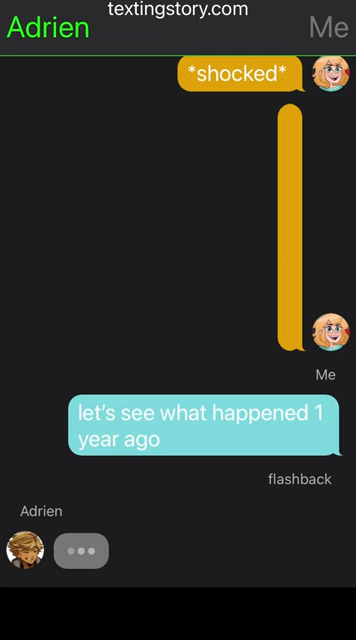 textingstory.com
Adrien
Me
*shocked*
Me
let's see what happened 1
year ago
flashback
Adrien